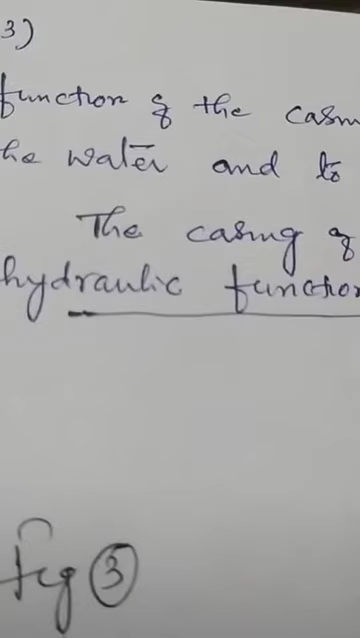 3)
function of the casin
he water and to
The casing of
hydraulic function
Fig 3